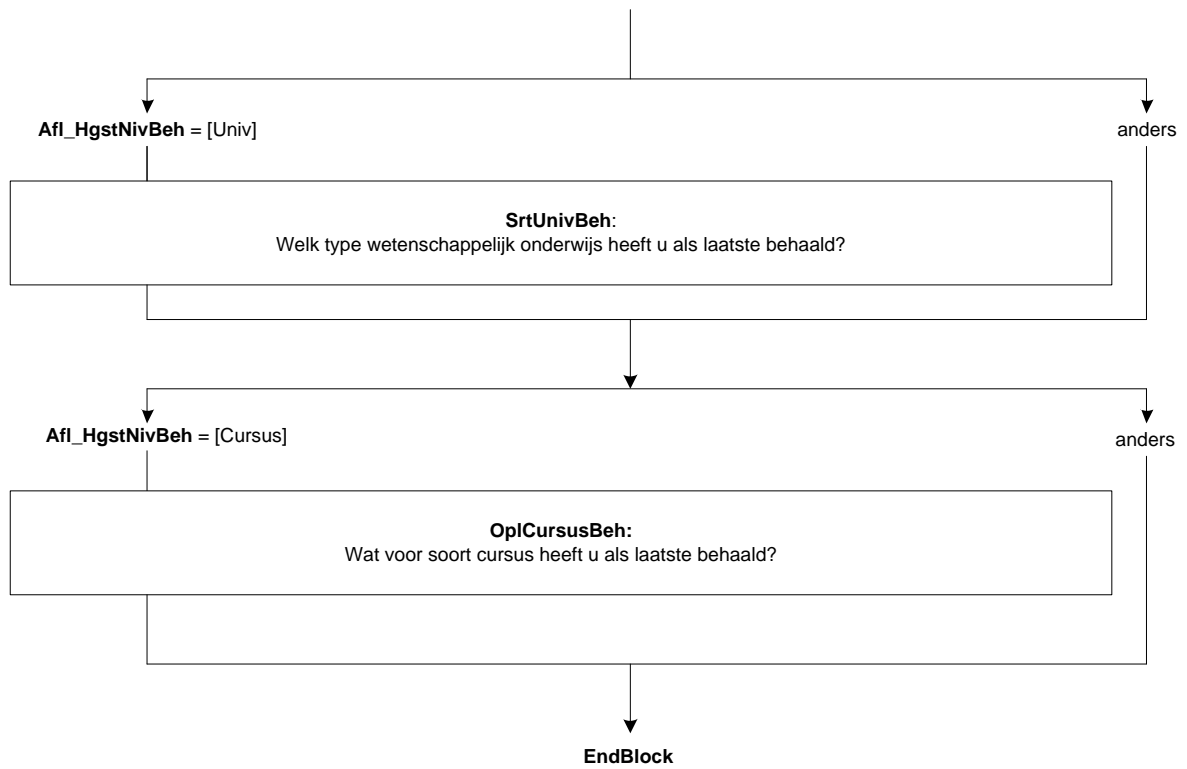 Afl_HgstNivBeh = [Univ]
anders
SrtUnivBeh:
Welk type wetenschappelijk onderwijs heeft u als laatste behaald?
Afl_HgstNivBeh = [Cursus]
anders
OplCursusBeh:
Wat voor soort cursus heeft u als laatste behaald?
EndBlock